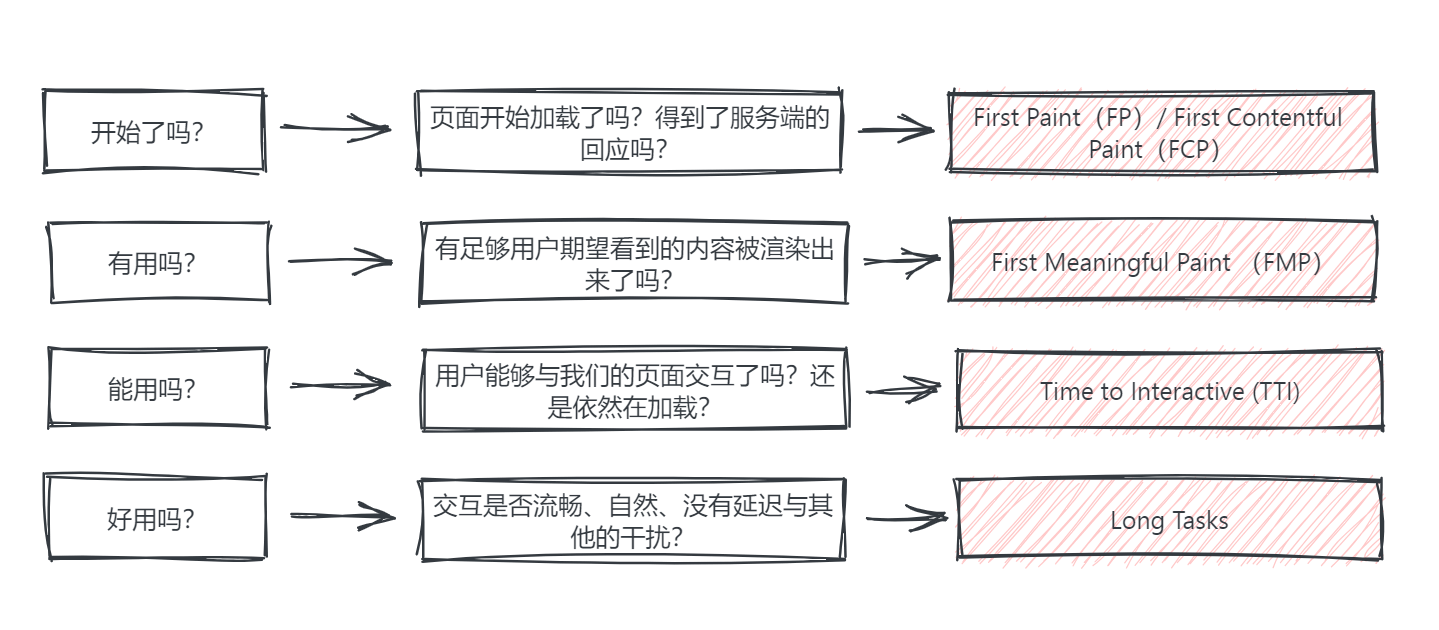 开始了吗？
页面开始加载了吗？得到了服务端的
回应吗？
First Paint（FP）/ First Contentful
Paint（FCP）
有用吗？
有足够用户期望看到的内容被渲染出
来了吗？
First Meaningful Paint （FMP）
能用吗？
用户能够与我们的页面交互了吗？还
是依然在加载？
Time to Interactive (TTI)
好用吗？
交互是否流畅、自然、没有延迟与其
他的干扰？
Long Tasks